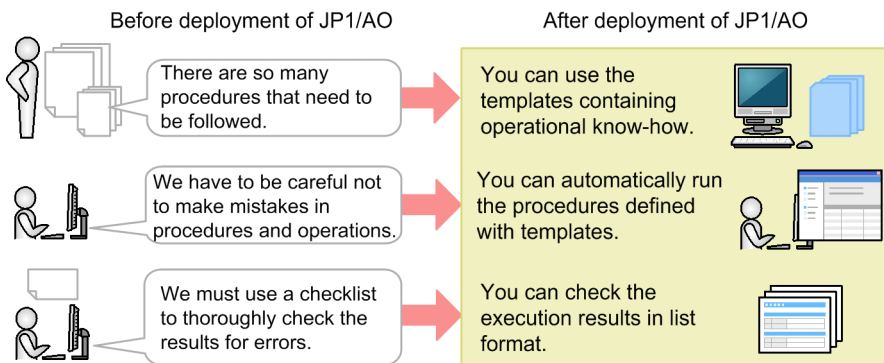 Before deployment of JP1/AO
After deployment of JP1/AO
There are so many
procedures that need to
be followed.
You can use the
templates containing
operational know-how.
We have to be careful not
to make mistakes in
procedures and operations.
You can automatically run
the procedures defined
with templates.
We must use a checklist
to thoroughly check the
results for errors.
You can check the
execution results in list
format.